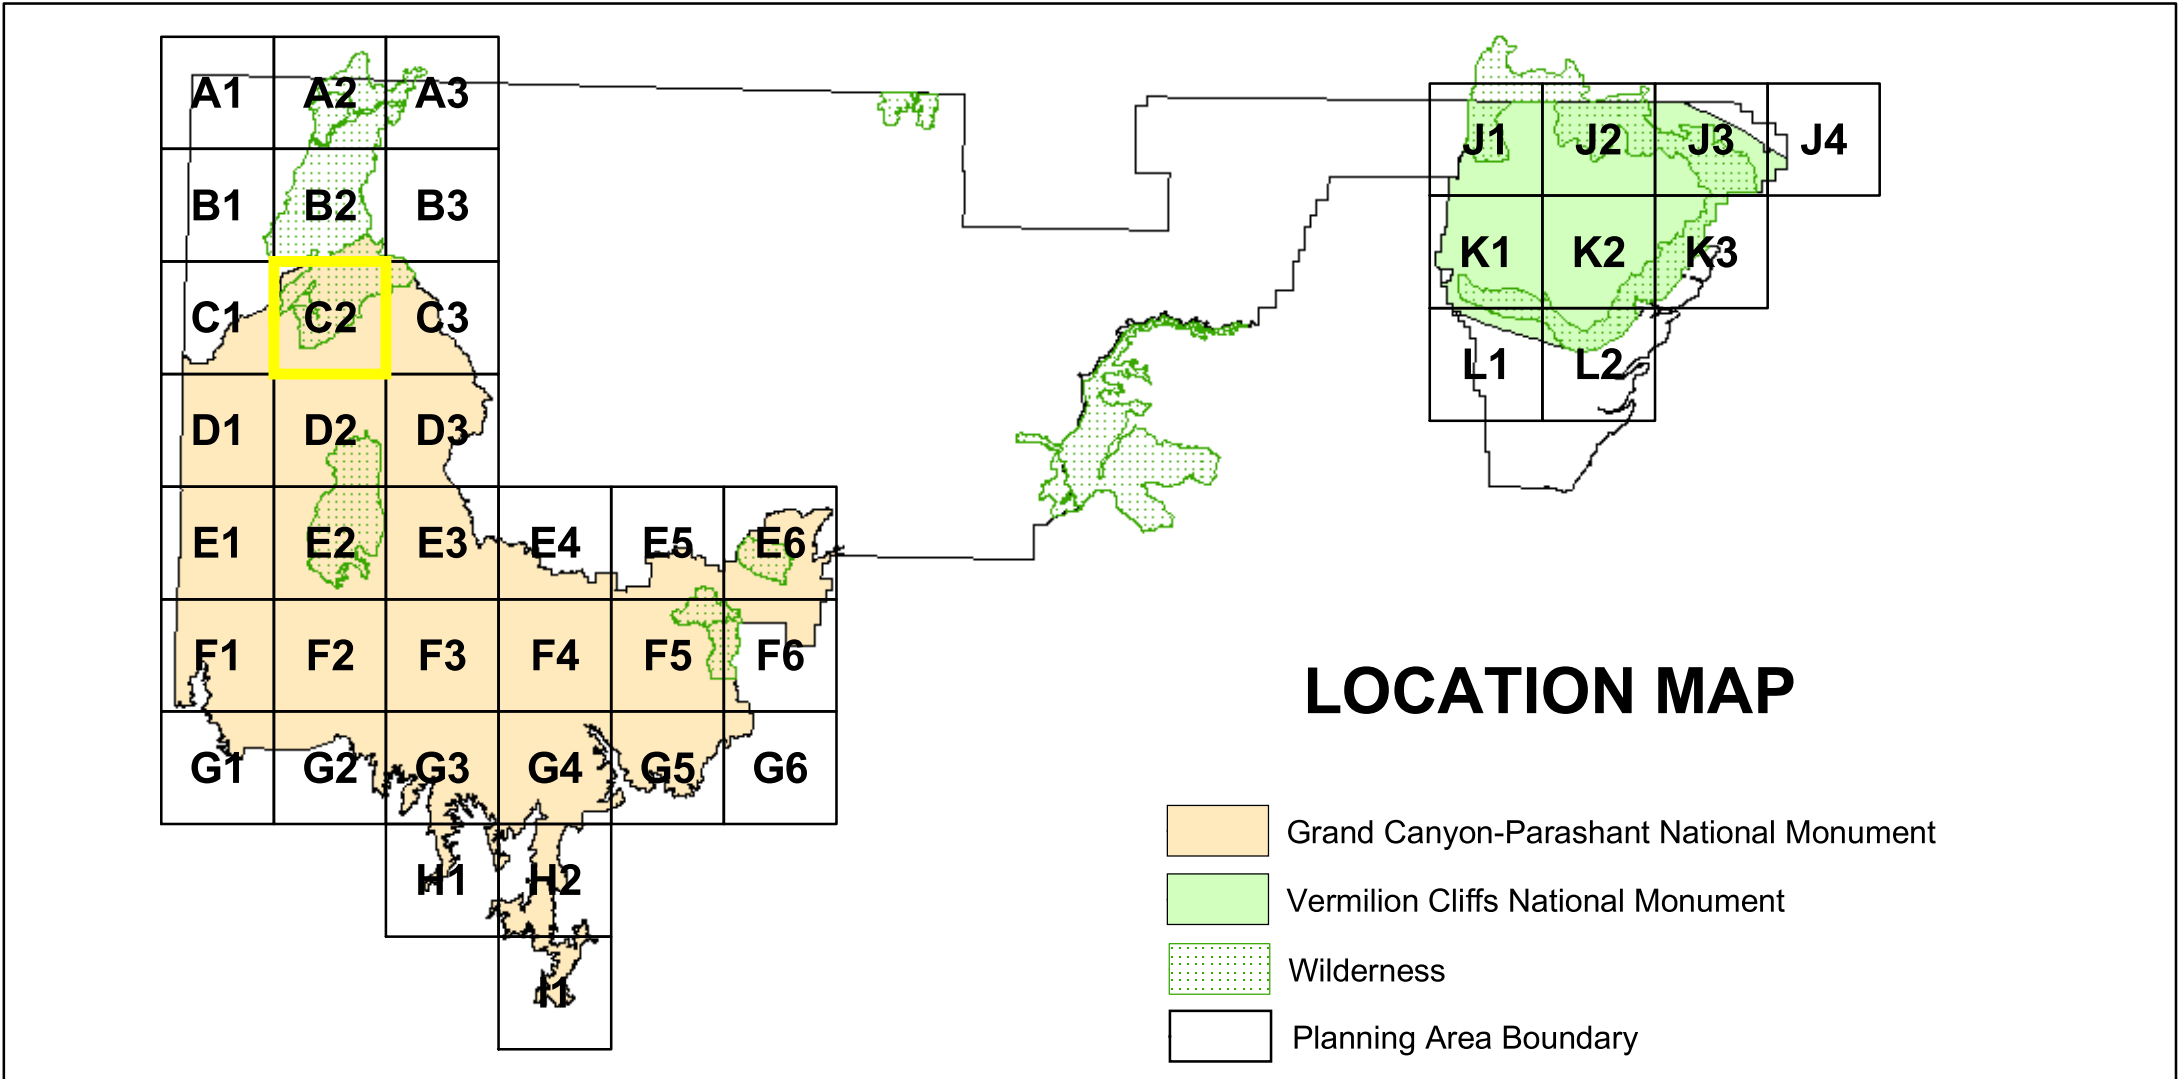 A1 A2 A3
J1 J2 J3 J4
B1 B2 B3
K1 K2 K3
C1 C2 C3
L1 L2
D1 D2 D3
E1 E2 E3 E4 E5 E6
F1 F2 F3 F4 F5 F6
G1 G2 G3 G4 G5 G6
H1 H2
I1
LOCATION MAP
Grand Canyon-Parashant National Monument
Vermilion Cliffs National Monument
Wilderness
Planning Area Boundary